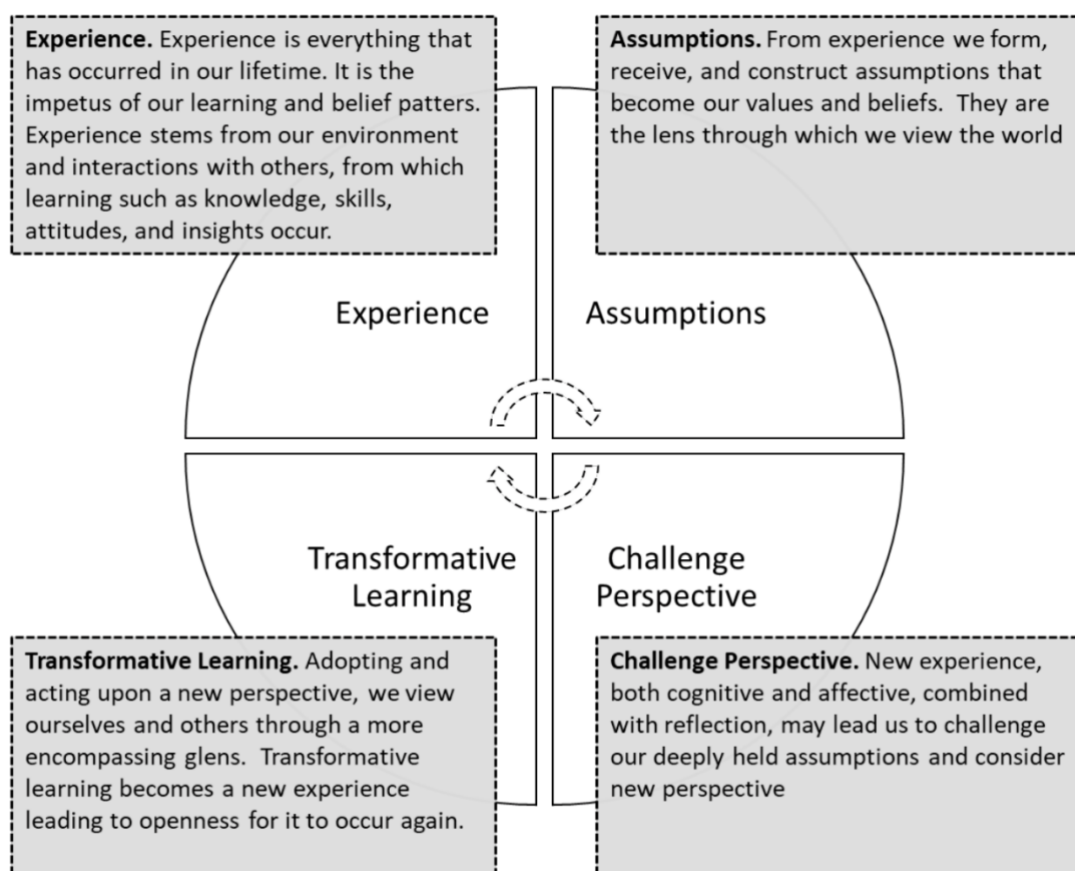 Experience. Experience is everything that
has occurred in our lifetime. It is the
impetus of our learning and belief patters.
Experience stems from our environment
and interactions with others, from which
learning such as knowledge, skills,
attitudes, and insights occur.
Assumptions. From experience we form,
receive, and construct assumptions that
become our values and beliefs. They are
the lens through which we view the world
Experience
Assumptions
Transformative
Learning
Challenge
Perspective
Transformative Learning. Adopting and
acting upon a new perspective, we view
ourselves and others through a more
encompassing glens. Transformative
learning becomes a new experience
leading to openness for it to occur again.
Challenge Perspective. New experience,
both cognitive and affective, combined
with reflection, may lead us to challenge
our deeply held assumptions and consider
new perspective